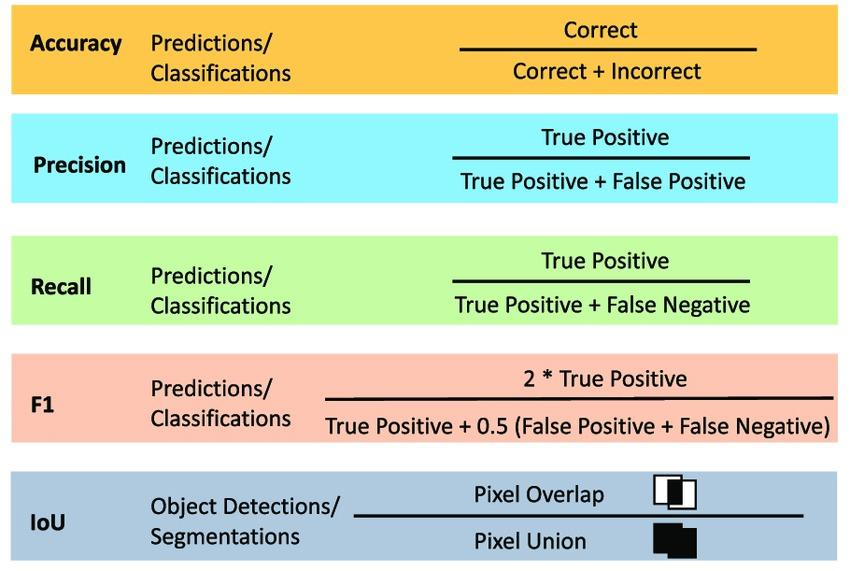 Accuracy
Predictions/
Classifications
Correct
Correct + Incorrect
Precision
Predictions/
Classifications
True Positive
True Positive + False Positive
Recall
Predictions/
Classifications
True Positive
True Positive + False Negative
F1
Predictions/
Classifications
2 * True Positive
True Positive + 0.5 (False Positive + False Negative)
IoU
Object Detections/
Segmentations
Pixel Overlap
Pixel Union